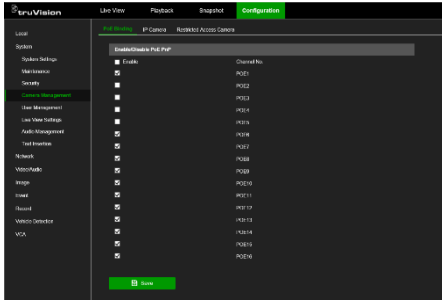 truVision Live View Playback Snapshot Configuration
PoE Binding IP Camera Restricted Access Camera
Local
System
System Settings
Maintenance
Security
Camera Management
User Management
Live View Settings
Audio Management
Text Insertion
Network
Video/Audio
Image
Event
Record
Vehicle Detection
VCA
Enable/Disable PoE PnP
Enable Channel No.
POE1
POE2
POE3
POE4
POE5
POE6
POE7
POE8
POE9
POE10
POE11
POE12
POE13
POE14
POE15
POE16
Save